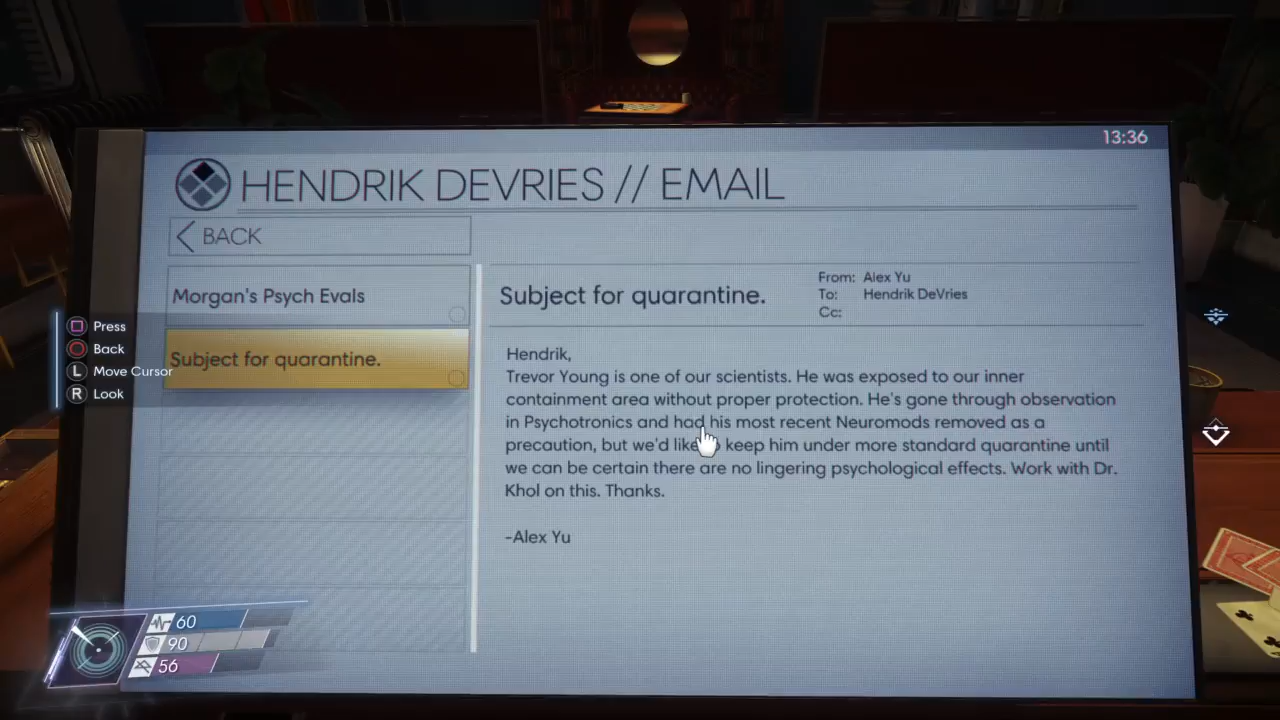 13:36
HENDRIK DEVRIES // EMAIL
BACK
Morgan's Psych Evals
Subject for quarantine.
Subject for quarantine.
From: Alex Yu
To: Hendrik DeVries
Cc:
Hendrik,
Trevor Young is one of our scientists. He was exposed to our inner
containment area without proper protection. He's gone through observation
in Psychotronics and had his most recent Neuromods removed as a
precaution, but we'd like keep him under more standard quarantine until
we can be certain there are no lingering psychological effects. Work with Dr.
Khol on this. Thanks.
-Alex Yu
Press
Back
L Move Cursor
R Look
60
90
56